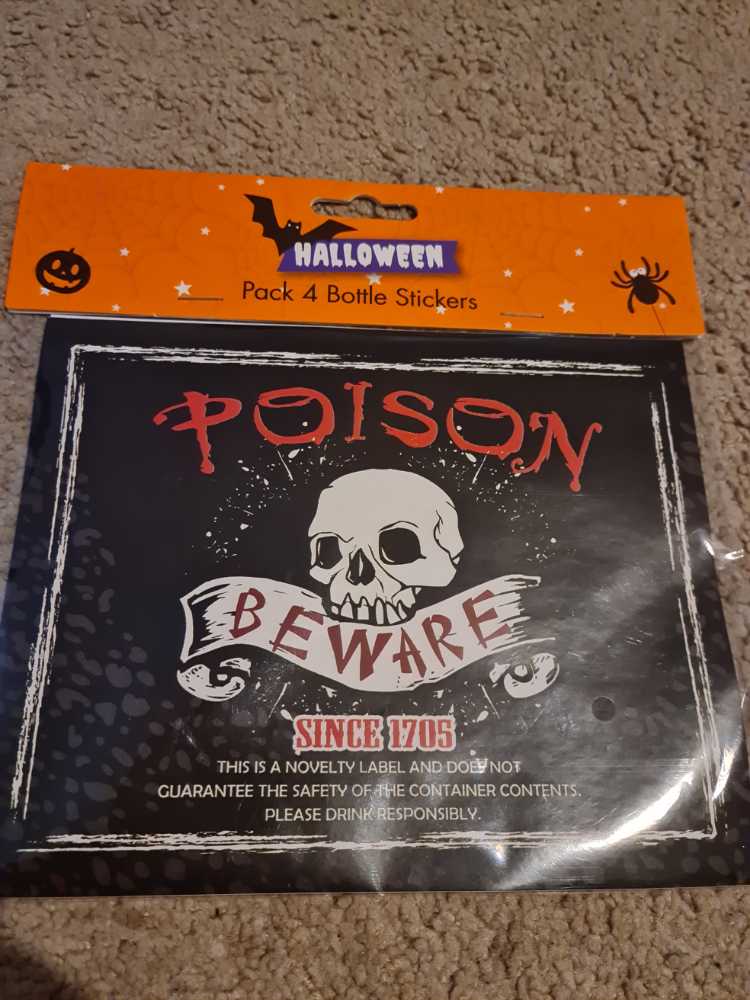 HALLOWEEN
Pack 4 Bottle Stickers
POISON
BEWARE
SINCE 1705
THIS IS A NOVELTY LABEL AND DOES NOT
GUARANTEE THE SAFETY OF THE CONTAINER CONTENTS.
PLEASE DRINK RESPONSIBLY.